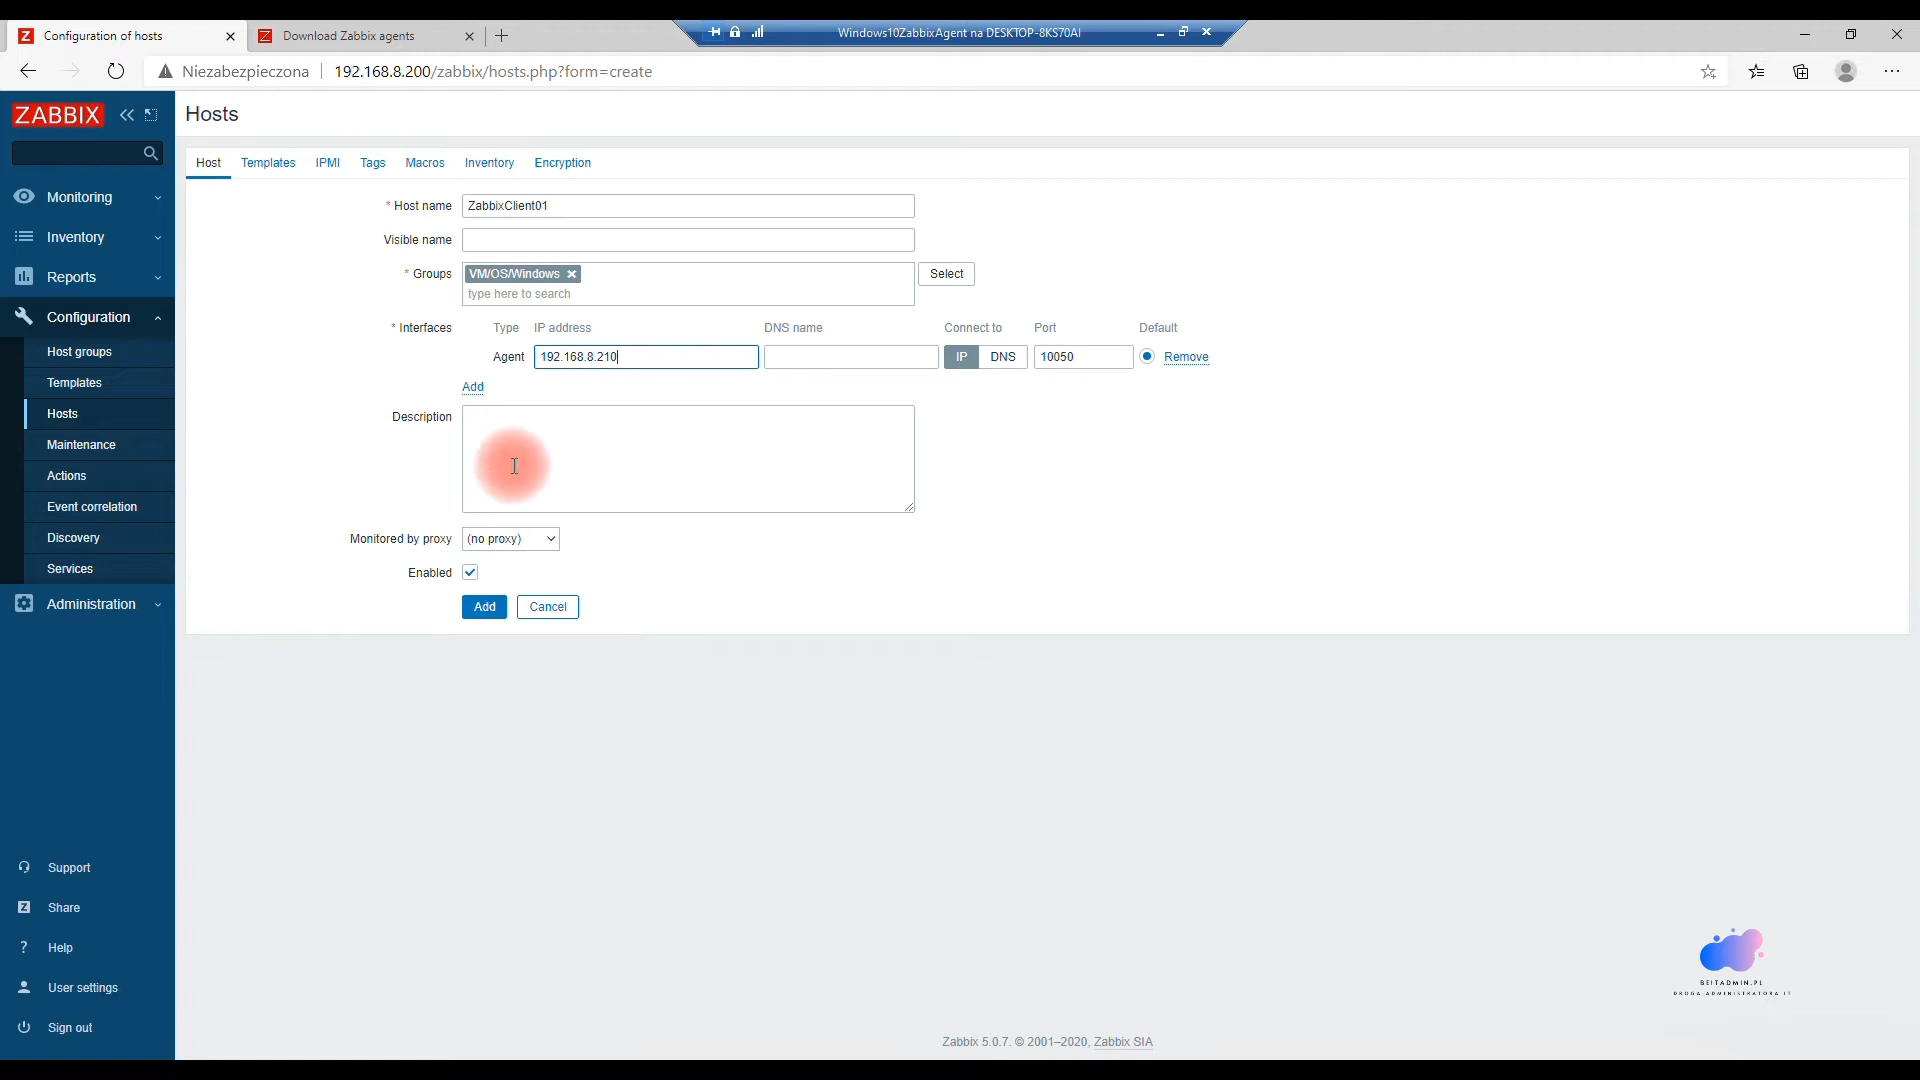 Configuration of hosts
Download Zabbix agents
Windows10ZabbixAgent na DESKTOP-8KS70AI
Niezabezpieczona
192.168.8.200/zabbix/hosts.php?form=create
ZABBIX
Hosts
Monitoring
Inventory
Reports
Configuration
Host groups
Templates
Hosts
Maintenance
Actions
Event correlation
Discovery
Services
Administration
Support
Share
Help
User settings
Sign out
Host Templates IPMI Tags Macros Inventory Encryption
* Host name ZabbixClient01
Visible name
* Groups VM/OS/Windows Select
type here to search
* Interfaces Type IP address DNS name Connect to Port Default
Agent 192.168.8.210 IP DNS 10050 Remove
Add
Description
Monitored by proxy (no proxy)
Enabled
Add Cancel
BEITADMIN.PL
DROGA ADMINISTRATORA IT
Zabbix 5.0.7. © 2001–2020, Zabbix SIA